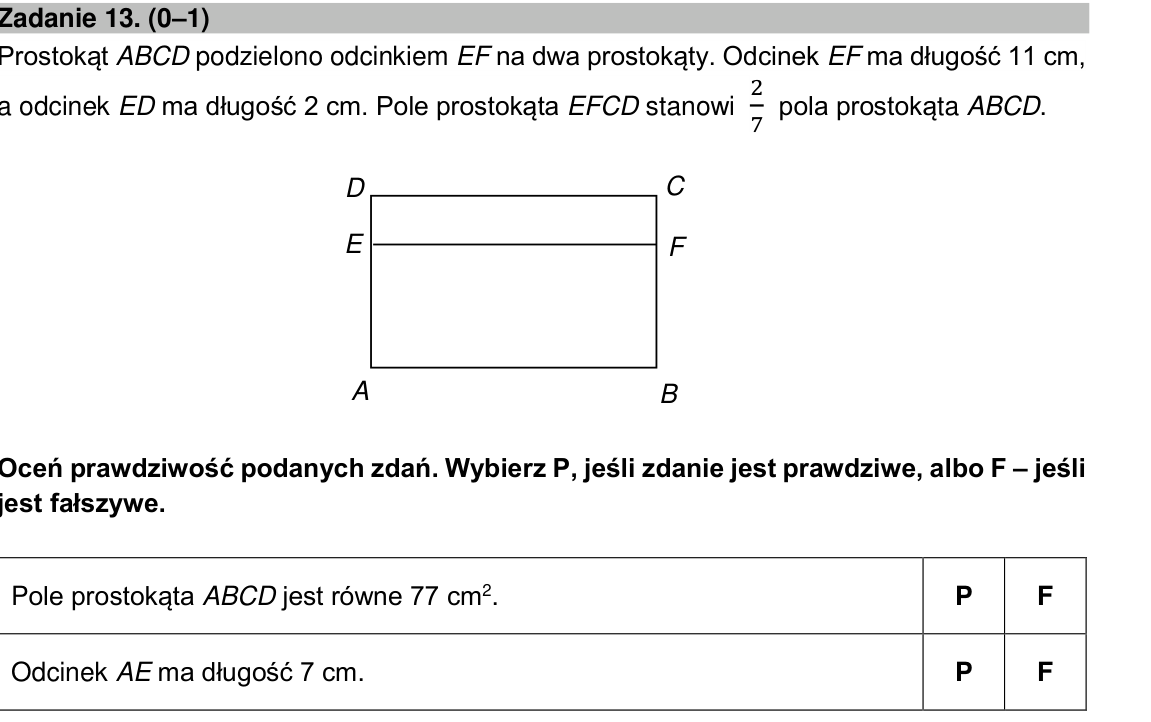 Zadanie 13. (0–1)
Prostokąt ABCD podzielono odcinkiem EF na dwa prostokąty. Odcinek EF ma długość 11 cm,
a odcinek ED ma długość 2 cm. Pole prostokąta EFCD stanowi 2/7 pola prostokąta ABCD.
D C
E F
A B
Oceń prawdziwość podanych zdań. Wybierz P, jeśli zdanie jest prawdziwe, albo F – jeśli
jest fałszywe.
Pole prostokąta ABCD jest równe 77 cm². P F
Odcinek AE ma długość 7 cm. P F